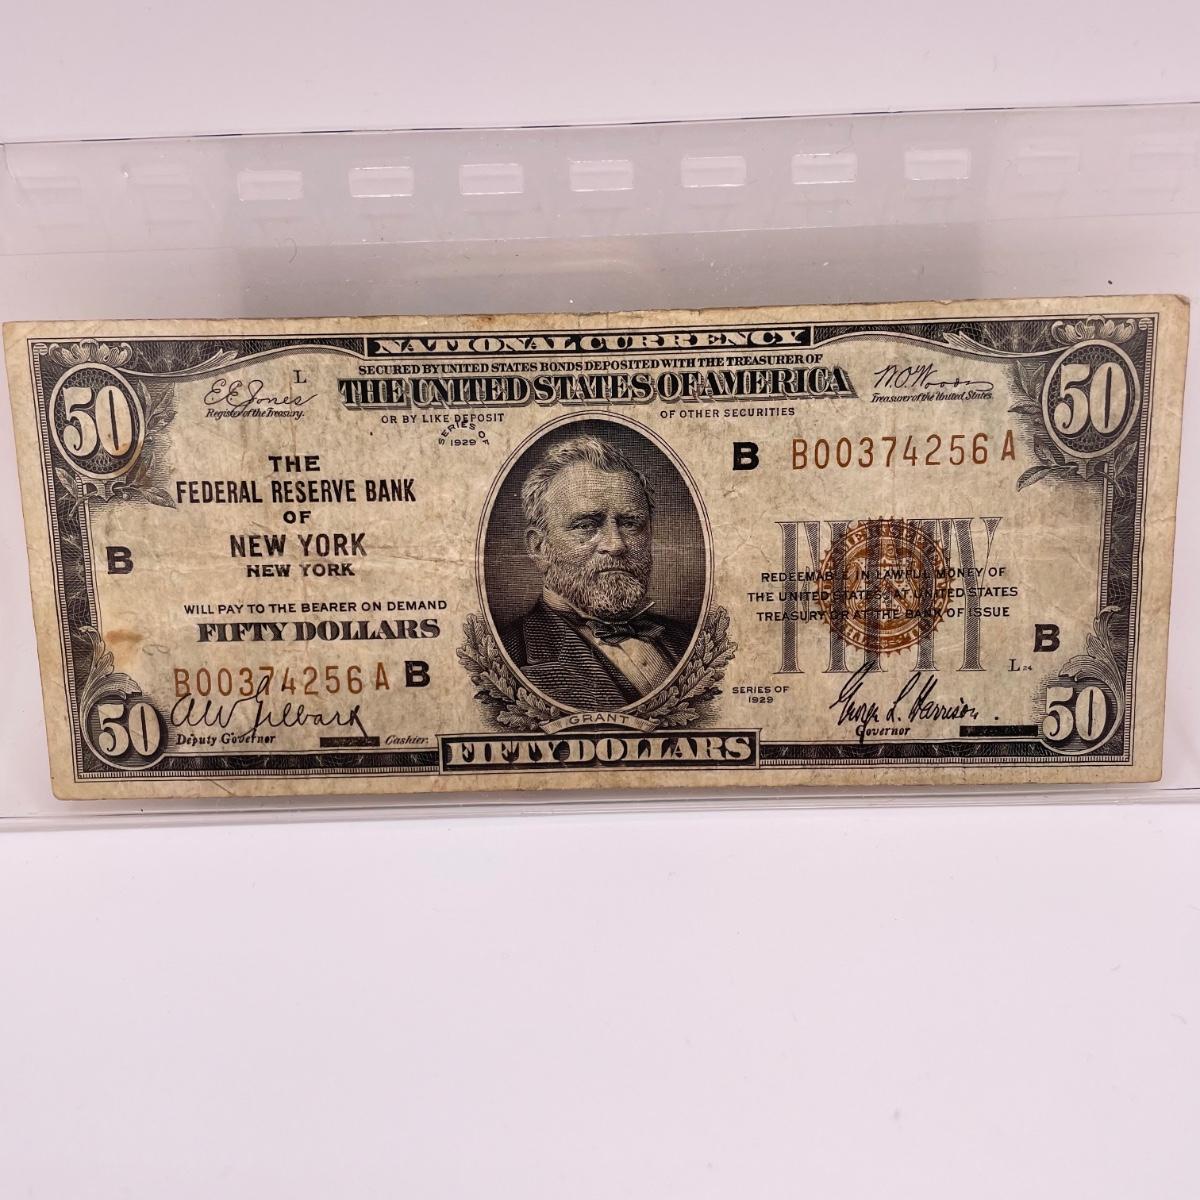 NATIONAL CURRENCY
SECURED BY UNITED STATES BONDS DEPOSITED WITH THE TREASURER OF
THE UNITED STATES OF AMERICA
OR BY LIKE DEPOSIT OF OTHER SECURITIES
50
L
E.E. Jones
Register of the Treasury.
W.O. Woods
Treasurer of the United States.
50
SERIES OF
1929
B B00374256A
THE
FEDERAL RESERVE BANK
OF
NEW YORK
NEW YORK
B
WILL PAY TO THE BEARER ON DEMAND
FIFTY DOLLARS
FIFTY
REDEEMABLE IN LAWFUL MONEY OF
THE UNITED STATES AT UNITED STATES
TREASURY OR AT THE BANK OF ISSUE
B
B00374256A B
L24
SERIES OF
1929
50
Deputy Governor
Cashier.
GRANT
George L. Harrison
Governor
50
FIFTY DOLLARS